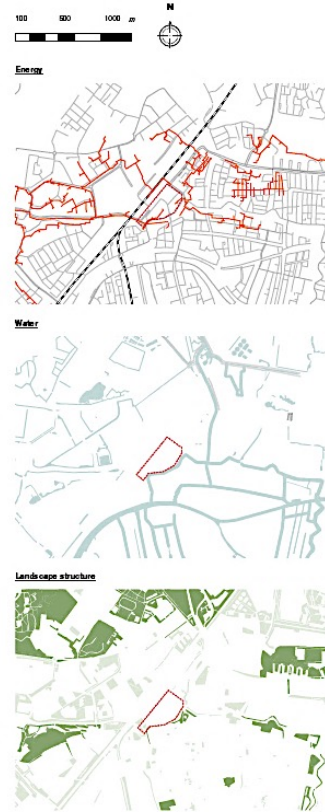 N
100 500 1000 m
Energy
Water
Landscape structure